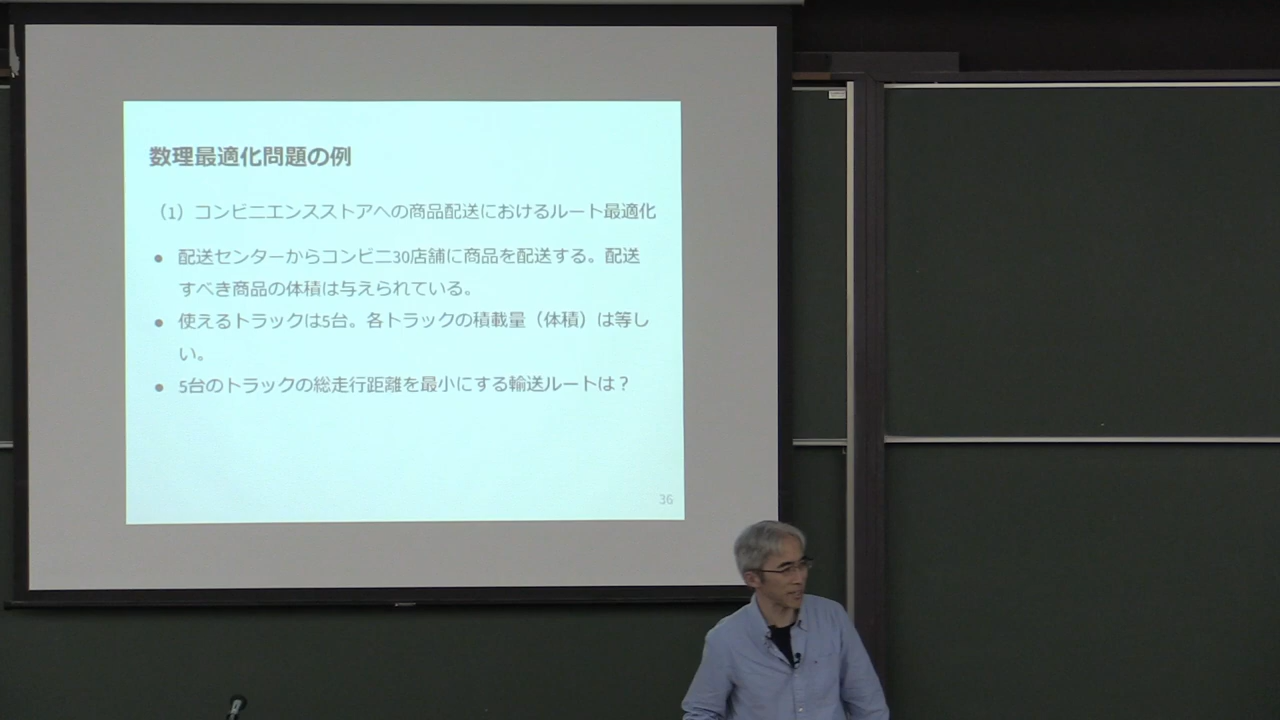 数理最適化問題の例
（1）コンビニエンスストアへの商品配送におけるルート最適化
● 配送センターからコンビニ30店舗に商品を配送する。配送
すべき商品の体積は与えられている。
● 使えるトラックは5台。各トラックの積載量（体積）は等し
い。
● 5台のトラックの総走行距離を最小にする輸送ルートは？
36